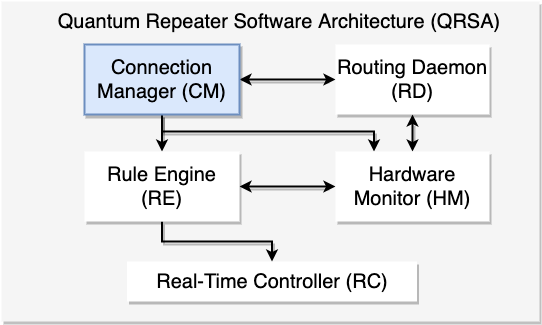 Quantum Repeater Software Architecture (QRSA)
Connection
Manager (CM)
Routing Daemon
(RD)
Rule Engine
(RE)
Hardware
Monitor (HM)
Real-Time Controller (RC)